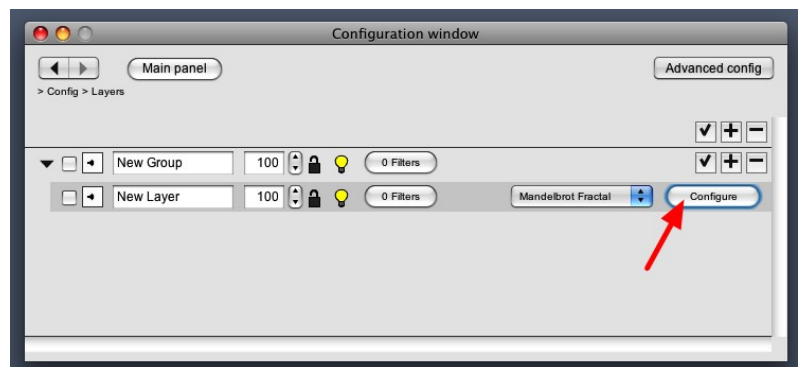 Configuration window
Main panel
Advanced config
> Config > Layers
New Group 100 0 Filters
New Layer 100 0 Filters Mandelbrot Fractal Configure